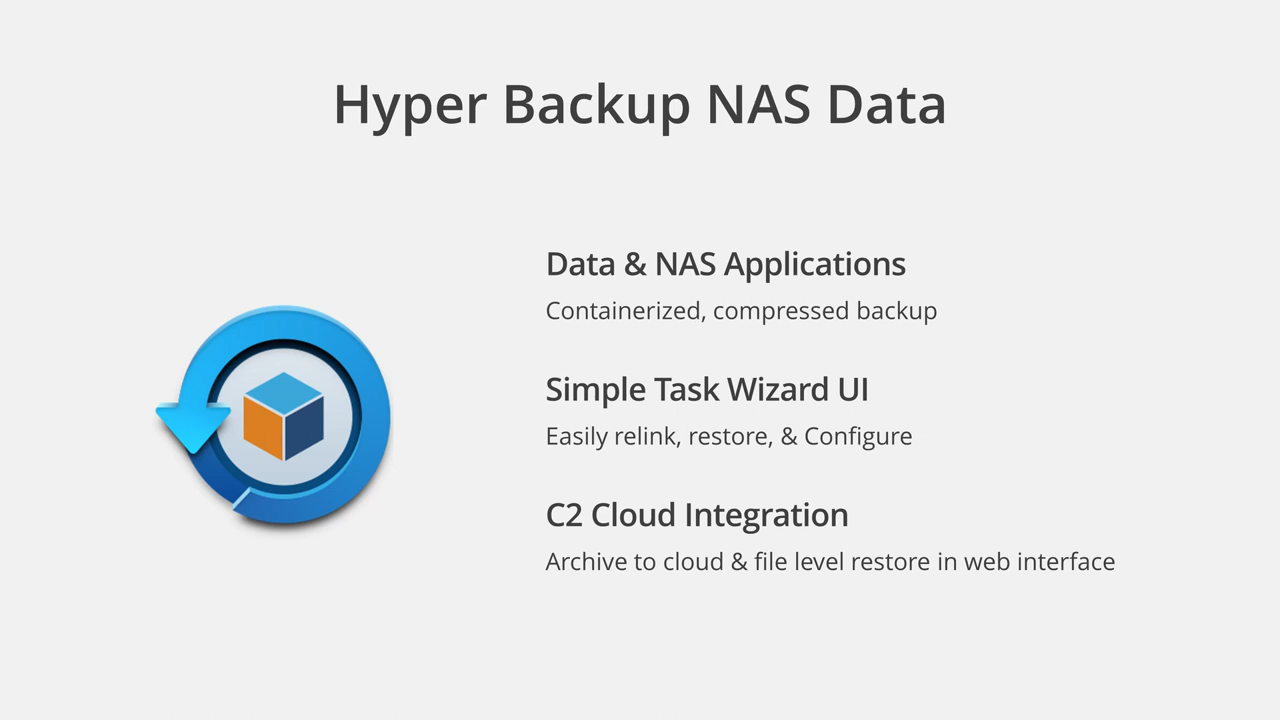 Hyper Backup NAS Data
Data & NAS Applications
Containerized, compressed backup
Simple Task Wizard UI
Easily relink, restore, & Configure
C2 Cloud Integration
Archive to cloud & file level restore in web interface